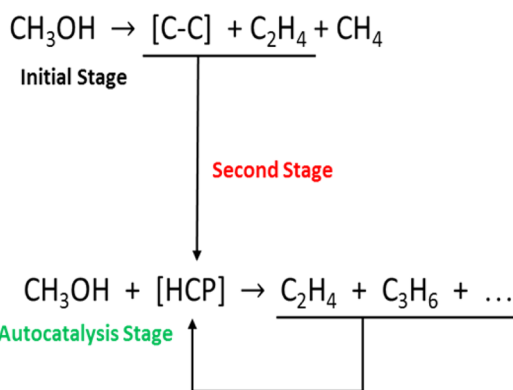 CH₃OH → [C-C] + C₂H₄ + CH₄
Initial Stage
Second Stage
CH₃OH + [HCP] → C₂H₄ + C₃H₆ + ...
Autocatalysis Stage